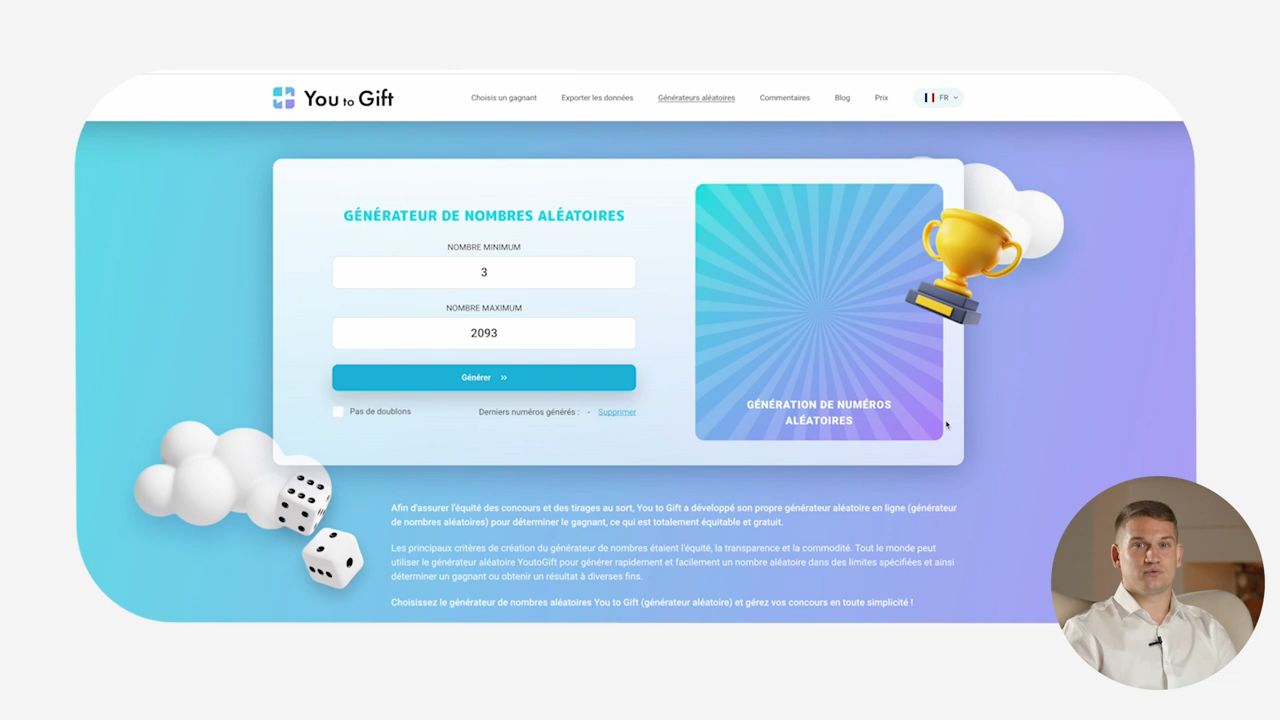 You to Gift
Choisis un gagnant
Exporter les données
Générateurs aléatoires
Commentaires
Blog
Prix
FR
GÉNÉRATEUR DE NOMBRES ALÉATOIRES
NOMBRE MINIMUM
3
NOMBRE MAXIMUM
2093
Générer
Pas de doublons
Derniers numéros générés : -
Supprimer
GÉNÉRATION DE NUMÉROS
ALÉATOIRES
Afin d'assurer l'équité des concours et des tirages au sort, You to Gift a développé son propre générateur aléatoire en ligne (générateur
de nombres aléatoires) pour déterminer le gagnant, ce qui est totalement équitable et gratuit.
Les principaux critères de création du générateur de nombres étaient l'équité, la transparence et la commodité. Tout le monde peut
utiliser le générateur aléatoire YoutoGift pour générer rapidement et facilement un nombre aléatoire dans des limites spécifiées et ainsi
déterminer un gagnant ou obtenir un résultat à diverses fins.
Choisissez le générateur de nombres aléatoires You to Gift (générateur aléatoire) et gérez vos concours en toute simplicité !